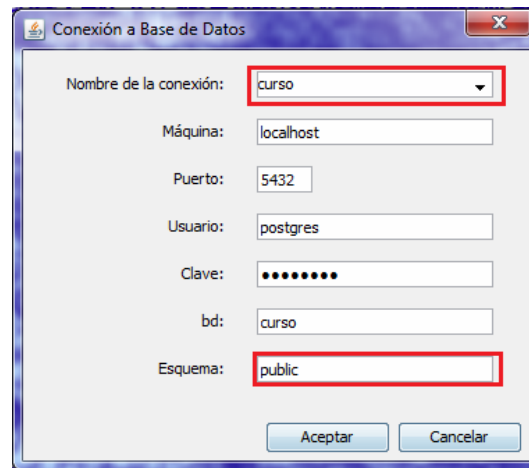 Conexión a Base de Datos
Nombre de la conexión: curso
Máquina: localhost
Puerto: 5432
Usuario: postgres
Clave: ●●●●●●●●
bd: curso
Esquema: public
Aceptar Cancelar